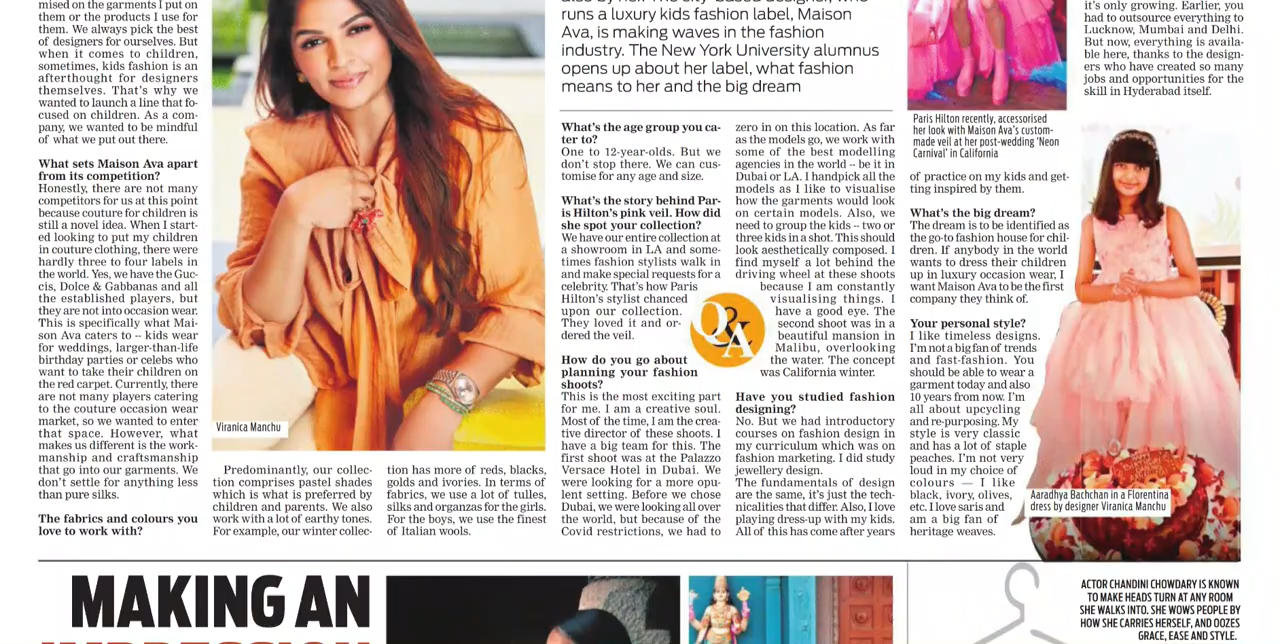 mised on the garments I put on
them or the products I use for
them. We always pick the best
of designers for ourselves. But
when it comes to children,
sometimes, kids fashion is an
afterthought for designers
themselves. That's why we
wanted to launch a line that fo-
cused on children. As a com-
pany, we wanted to be mindful
of what we put out there.
What sets Maison Ava apart
from its competition?
Honestly, there are not many
competitors for us at this point
because couture for children is
still a novel idea. When I start-
ed looking to put my children
in couture clothing, there were
hardly three to four labels in
the world. Yes, we have the Guc-
cis, Dolce & Gabbanas and all
the established players, but
they are not into occasion wear.
This is specifically what Mai-
son Ava caters to -- kids wear
for weddings, larger-than-life
birthday parties or celebs who
want to take their children on
the red carpet. Currently, there
are not many players catering
to the couture occasion wear
market, so we wanted to enter
that space. However, what
makes us different is the work-
manship and craftsmanship
that go into our garments. We
don't settle for anything less
than pure silks.
The fabrics and colours you
love to work with?
Viranica Manchu
Predominantly, our collec-
tion comprises pastel shades
which is what is preferred by
children and parents. We also
work with a lot of earthy tones.
For example, our winter collec-
tion has more of reds, blacks,
golds and ivories. In terms of
fabrics, we use a lot of tulles,
silks and organzas for the girls.
For the boys, we use the finest
of Italian wools.
runs a luxury kids fashion label, Maison
Ava, is making waves in the fashion
industry. The New York University alumnus
opens up about her label, what fashion
means to her and the big dream
What's the age group you ca-
ter to?
One to 12-year-olds. But we
don't stop there. We can cus-
tomise for any age and size.
What's the story behind Par-
is Hilton's pink veil. How did
she spot your collection?
We have our entire collection at
a showroom in LA and some-
times fashion stylists walk in
and make special requests for a
celebrity. That's how Paris
Hilton's stylist chanced
upon our collection.
They loved it and or-
dered the veil.
How do you go about
planning your fashion
shoots?
This is the most exciting part
for me. I am a creative soul.
Most of the time, I am the crea-
tive director of these shoots. I
have a big team for this. The
first shoot was at the Palazzo
Versace Hotel in Dubai. We
were looking for a more opu-
lent setting. Before we chose
Dubai, we were looking all over
the world, but because of the
Covid restrictions, we had to
Q&A
zero in on this location. As far
as the models go, we work with
some of the best modelling
agencies in the world -- be it in
Dubai or LA. I handpick all the
models as I like to visualise
how the garments would look
on certain models. Also, we
need to group the kids -- two or
three kids in a shot. This should
look aesthetically composed. I
find myself a lot behind the
driving wheel at these shoots
because I am constantly
visualising things. I
have a good eye. The
second shoot was in a
beautiful mansion in
Malibu, overlooking
the water. The concept
was California winter.
Have you studied fashion
designing?
No. But we had introductory
courses on fashion design in
my curriculum which was on
fashion marketing. I did study
jewellery design.
The fundamentals of design
are the same, it's just the tech-
nicalities that differ. Also, I love
playing dress-up with my kids.
All of this has come after years
Paris Hilton recently, accessorised
her look with Maison Ava's custom-
made veil at her post-wedding 'Neon
Carnival' in California
of practice on my kids and get-
ting inspired by them.
What's the big dream?
The dream is to be identified as
the go-to fashion house for chil-
dren. If anybody in the world
wants to dress their children
up in luxury occasion wear, I
want Maison Ava to be the first
company they think of.
Your personal style?
I like timeless designs.
I'm not a big fan of trends
and fast-fashion. You
should be able to wear a
garment today and also
10 years from now. I'm
all about upcycling
and re-purposing. My
style is very classic
and has a lot of staple
peaches. I'm not very
loud in my choice of
colours — I like
black, ivory, olives,
etc. I love saris and
am a big fan of
heritage weaves.
it's only growing. Earlier, you
had to outsource everything to
Lucknow, Mumbai and Delhi.
But now, everything is availa-
ble here, thanks to the design-
ers who have created so many
jobs and opportunities for the
skill in Hyderabad itself.
Aaradhya Bachchan in a Florentina
dress by designer Viranica Manchu
MAKING AN
ACTOR CHANDINI CHOWDARY IS KNOWN
TO MAKE HEADS TURN AT ANY ROOM
SHE WALKS INTO. SHE WOWS PEOPLE BY
HOW SHE CARRIES HERSELF, AND OOZES
GRACE, EASE AND STYLE.